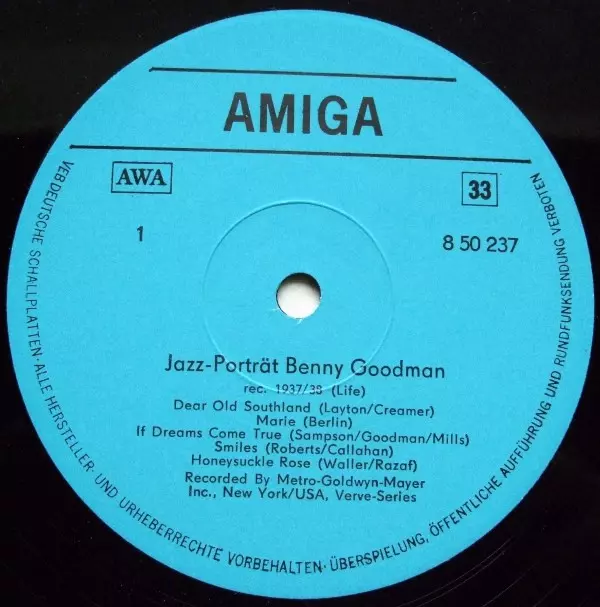 AMIGA
AWA
33
1
8 50 237
Jazz-Porträt Benny Goodman
rec. 1937/38 (Life)
Dear Old Southland (Layton/Creamer)
Marie (Berlin)
If Dreams Come True (Sampson/Goodman/Mills)
Smiles (Roberts/Callahan)
Honeysuckle Rose (Waller/Razaf)
Recorded By Metro-Goldwyn-Mayer
Inc., New York/USA, Verve-Series
VEB DEUTSCHE SCHALLPLATTEN · ALLE HERSTELLER- UND URHEBERRECHTE VORBEHALTEN · ÜBERSPIELUNG, ÖFFENTLICHE AUFFÜHRUNG UND RUNDFUNKSENDUNG VERBOTEN